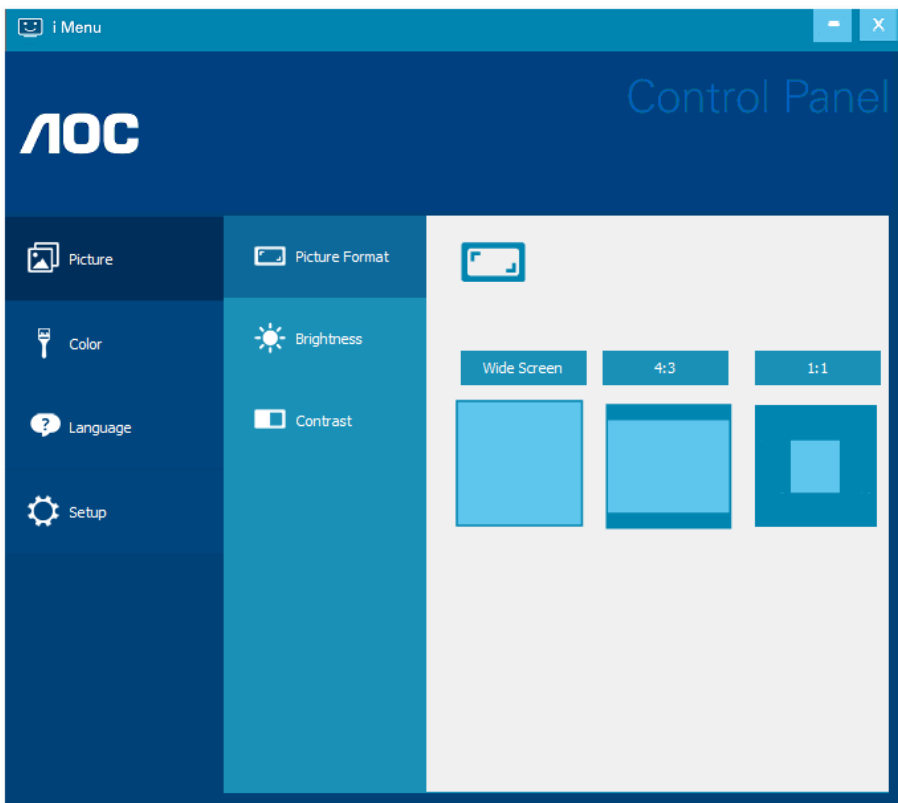 i Menu
- X
Control Panel
AOC
Picture
Color
Language
Setup
Picture Format
Brightness
Contrast
Wide Screen
4:3
1:1